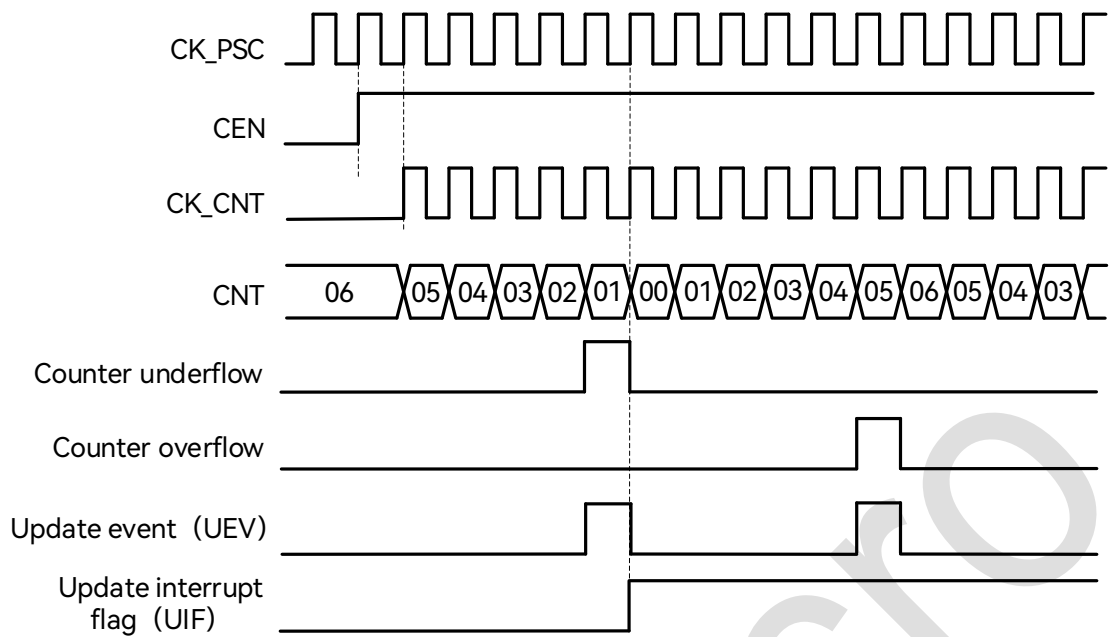 CK_PSC
CEN
CK_CNT
CNT
06 05 04 03 02 01 00 01 02 03 04 05 06 05 04 03
Counter underflow
Counter overflow
Update event（UEV）
Update interrupt
flag（UIF）
cro